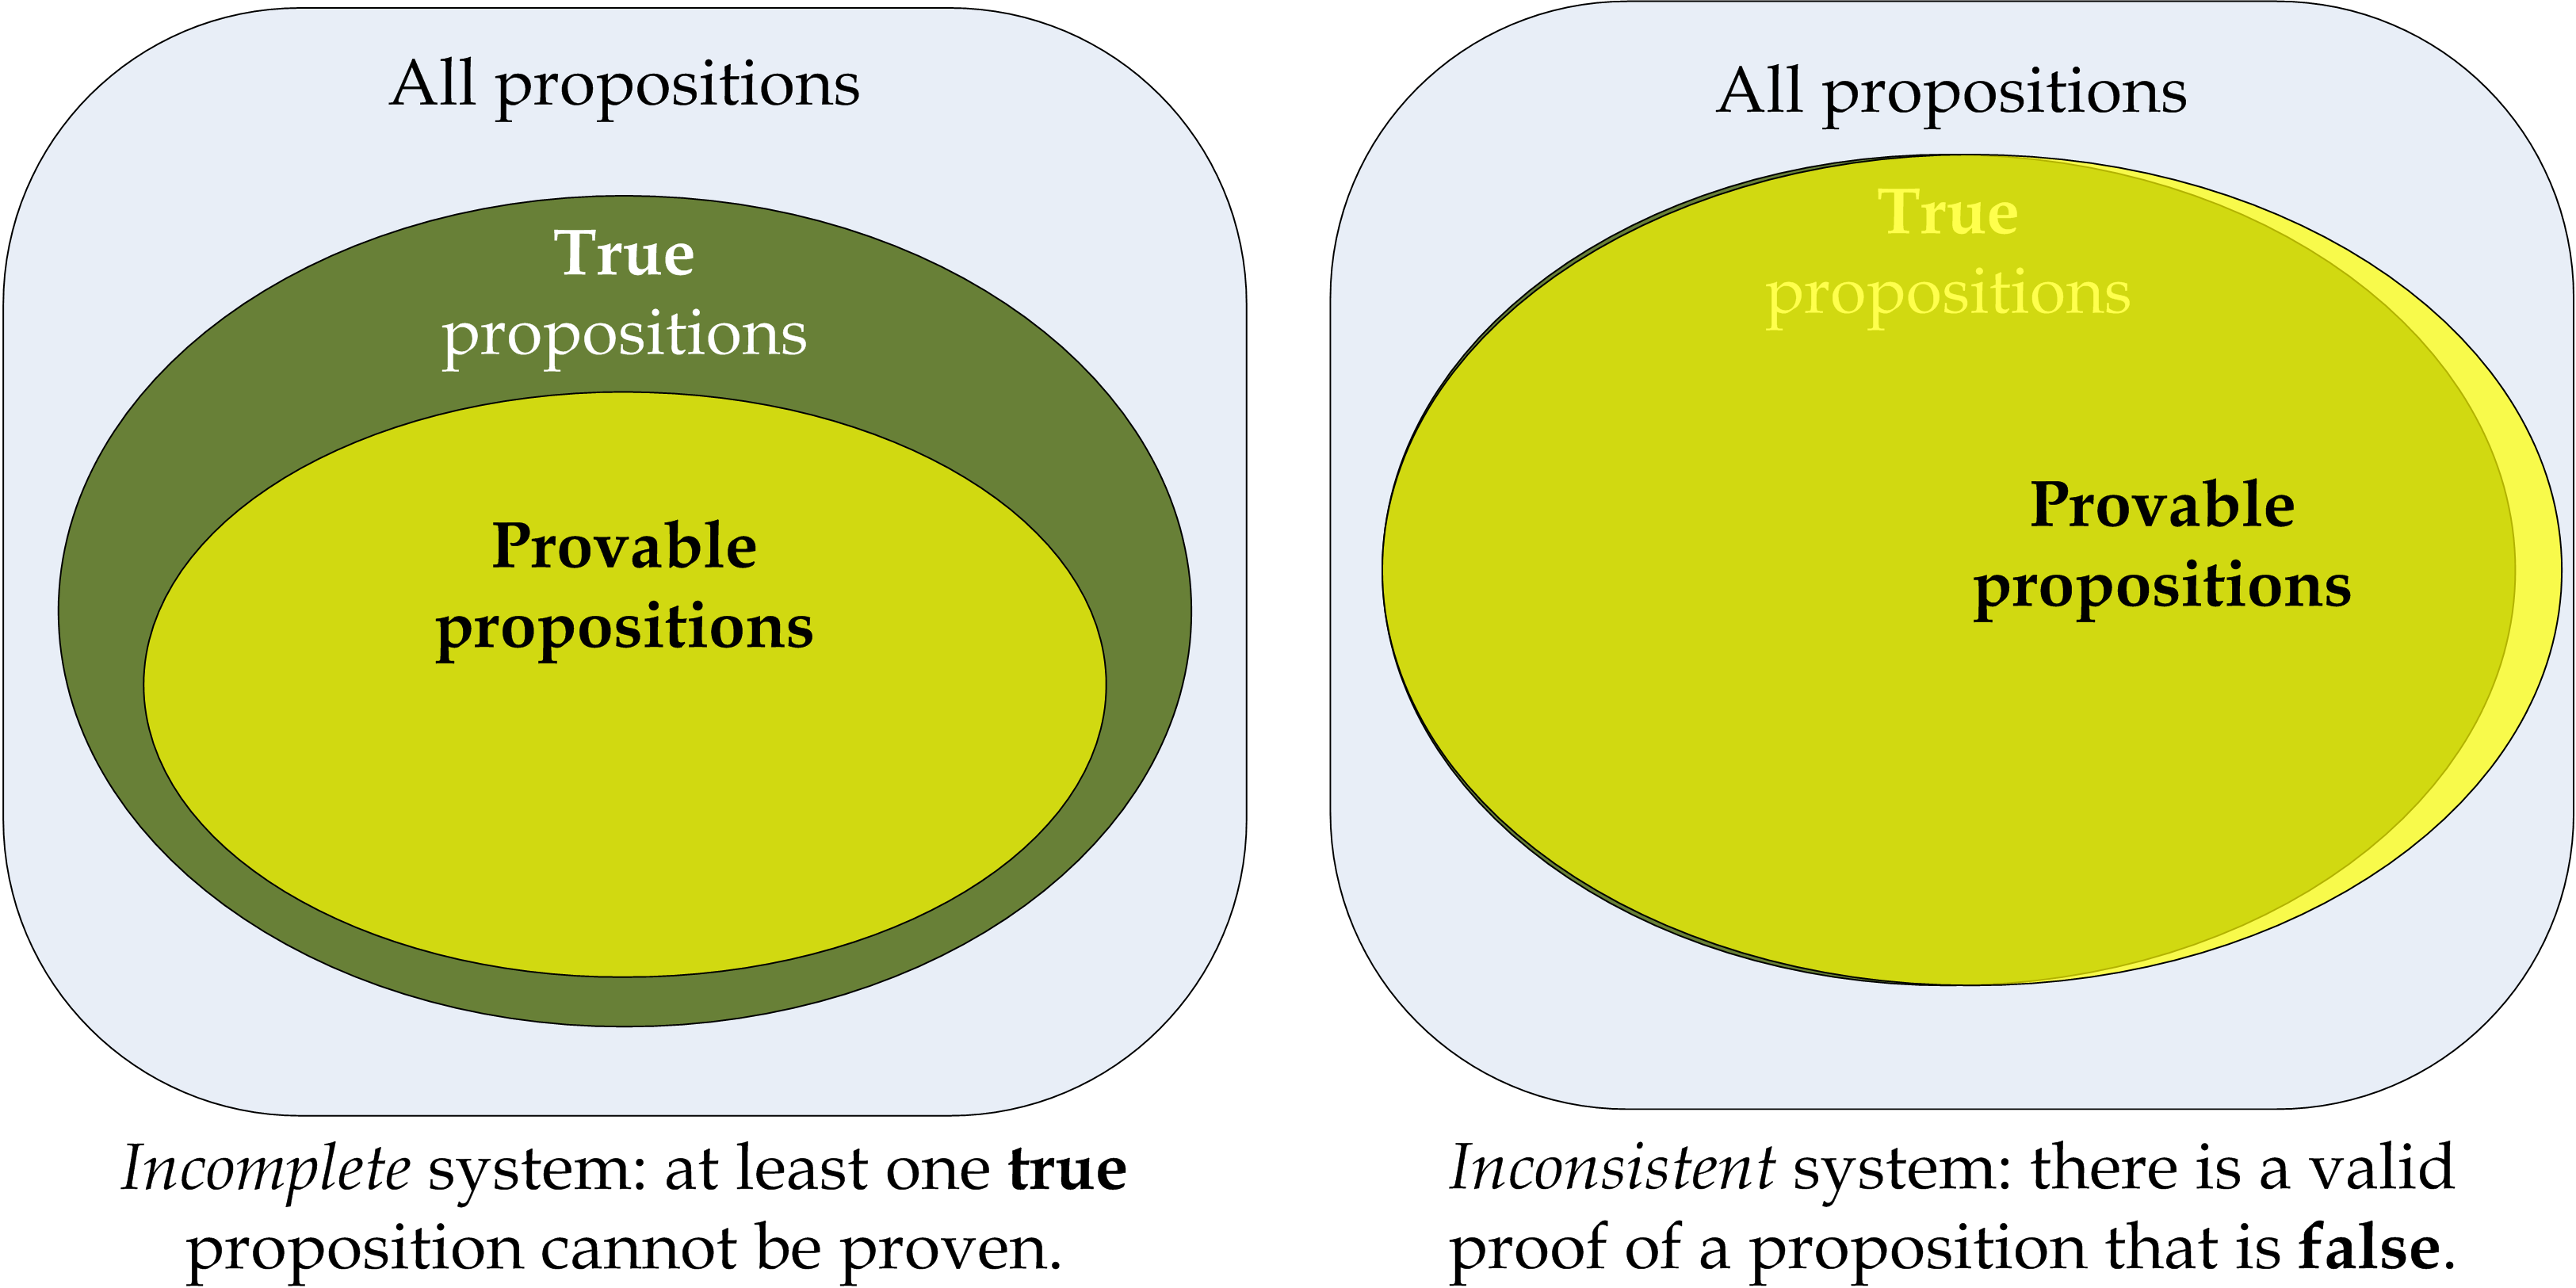 All propositions
True
propositions
Provable
propositions
Incomplete system: at least one true
proposition cannot be proven.
All propositions
True
propositions
Provable
propositions
Inconsistent system: there is a valid
proof of a proposition that is false.